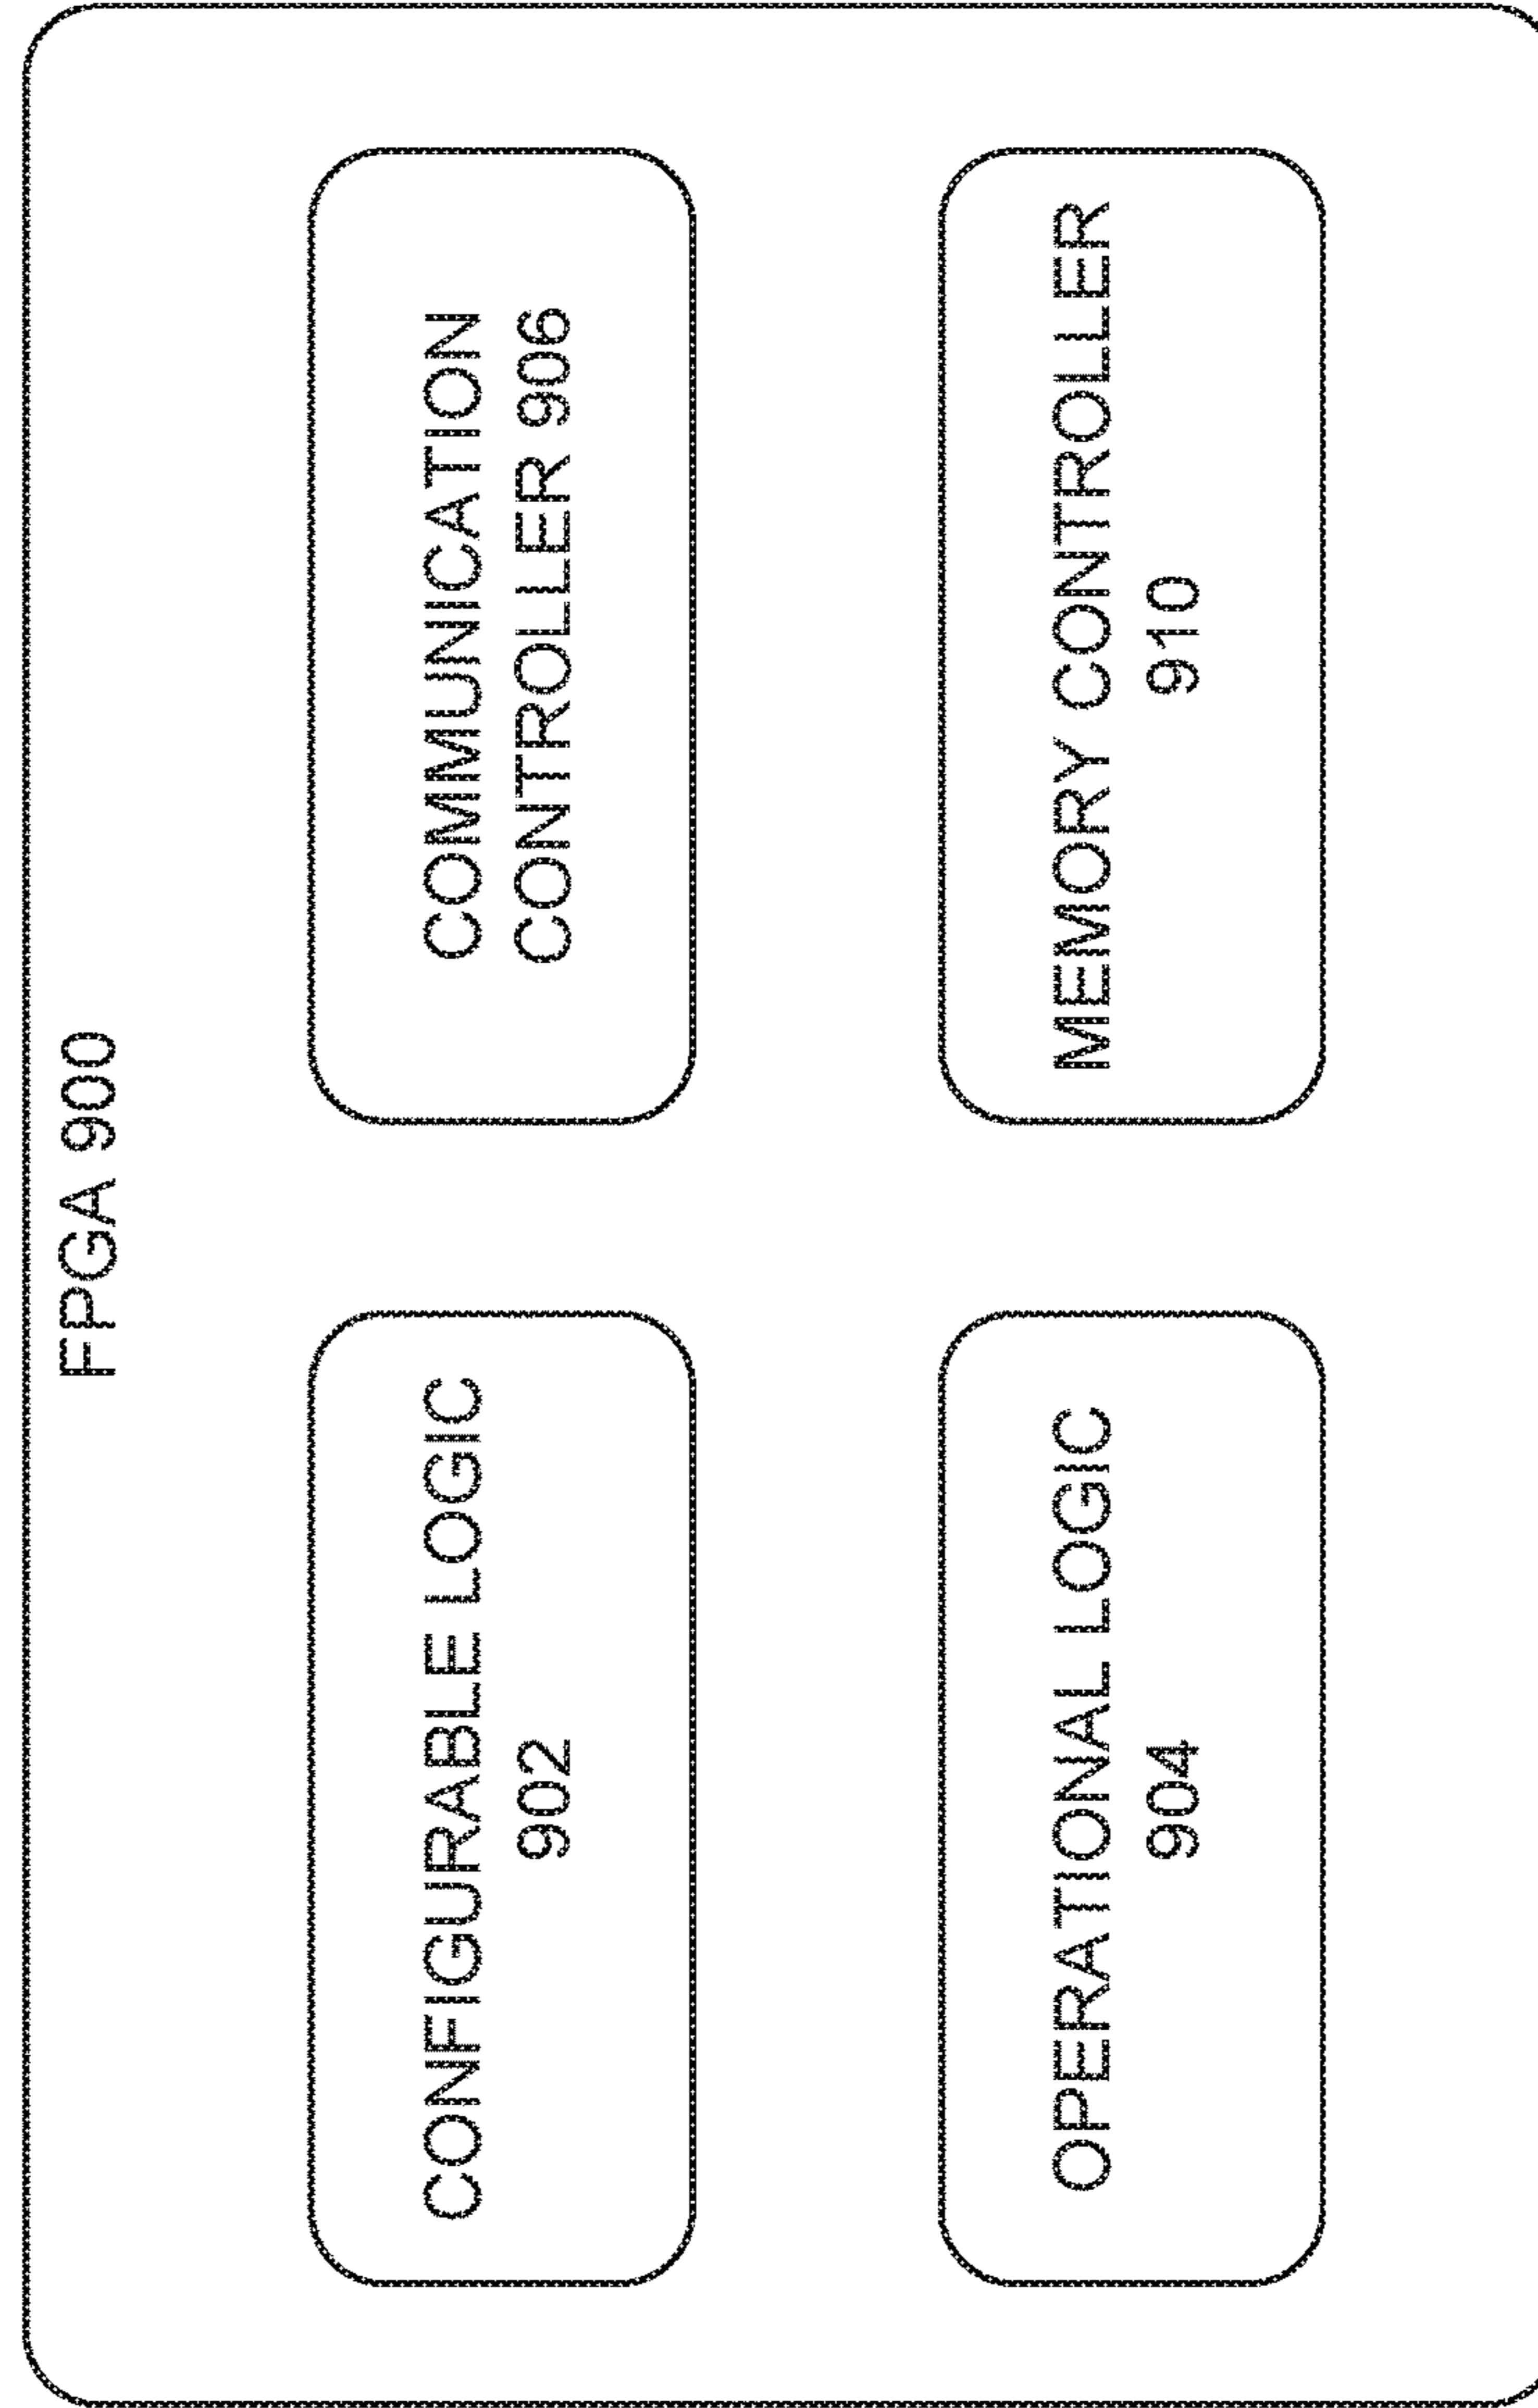 FPGA 900
CONFIGURABLE LOGIC
902
COMMUNICATION
CONTROLLER 906
OPERATIONAL LOGIC
904
MEMORY CONTROLLER
910